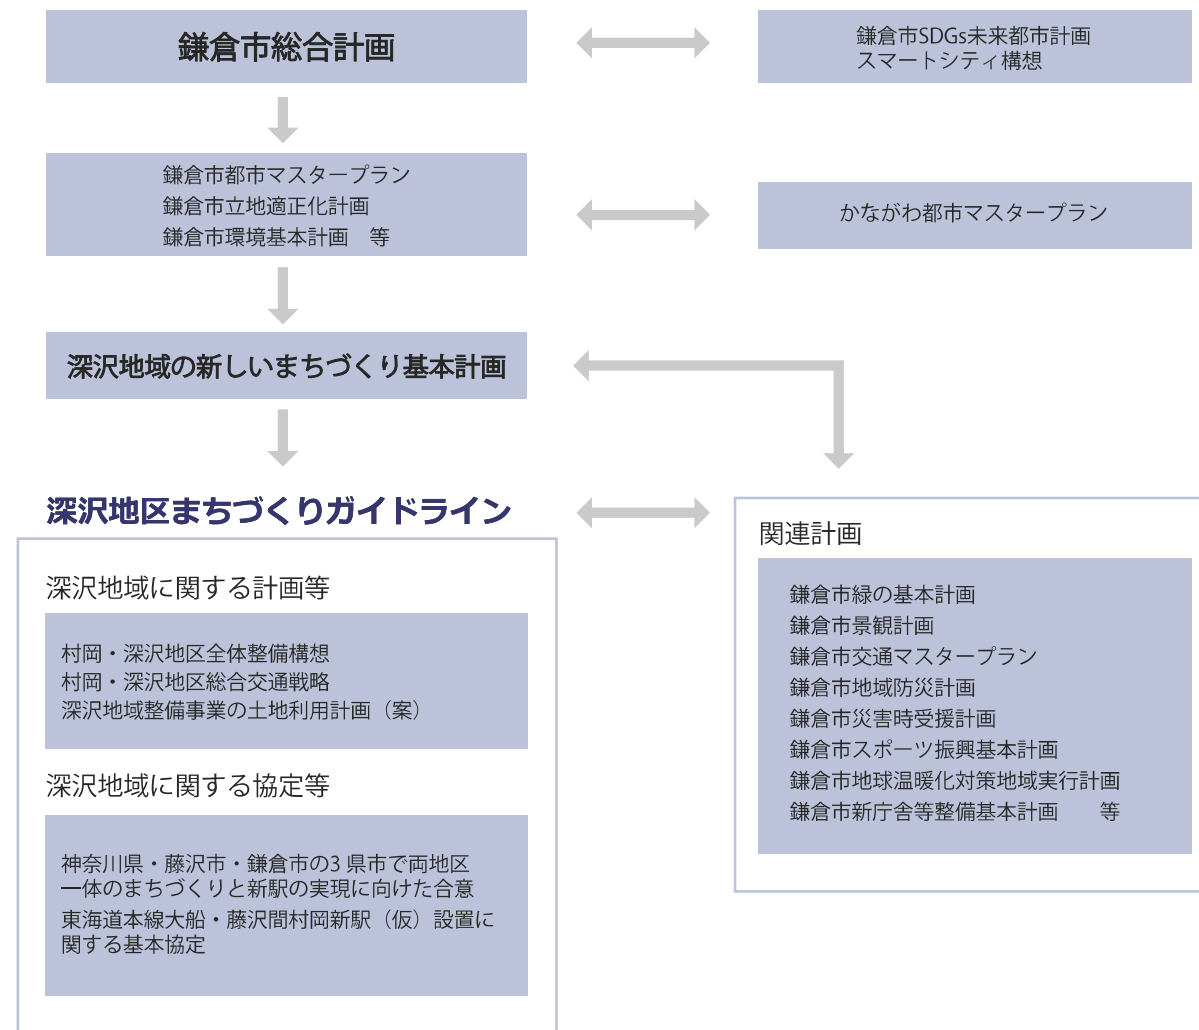 鎌倉市総合計画
鎌倉市SDGs未来都市計画
スマートシティ構想
鎌倉市都市マスタープラン
鎌倉市立地適正化計画
鎌倉市環境基本計画　等
かながわ都市マスタープラン
深沢地域の新しいまちづくり基本計画
深沢地区まちづくりガイドライン
深沢地域に関する計画等
村岡・深沢地区全体整備構想
村岡・深沢地区総合交通戦略
深沢地域整備事業の土地利用計画（案）
深沢地域に関する協定等
神奈川県・藤沢市・鎌倉市の3 県市で両地区
一体のまちづくりと新駅の実現に向けた合意
東海道本線大船・藤沢間村岡新駅（仮）設置に
関する基本協定
関連計画
鎌倉市緑の基本計画
鎌倉市景観計画
鎌倉市交通マスタープラン
鎌倉市地域防災計画
鎌倉市災害時受援計画
鎌倉市スポーツ振興基本計画
鎌倉市地球温暖化対策地域実行計画
鎌倉市新庁舎等整備基本計画　　等